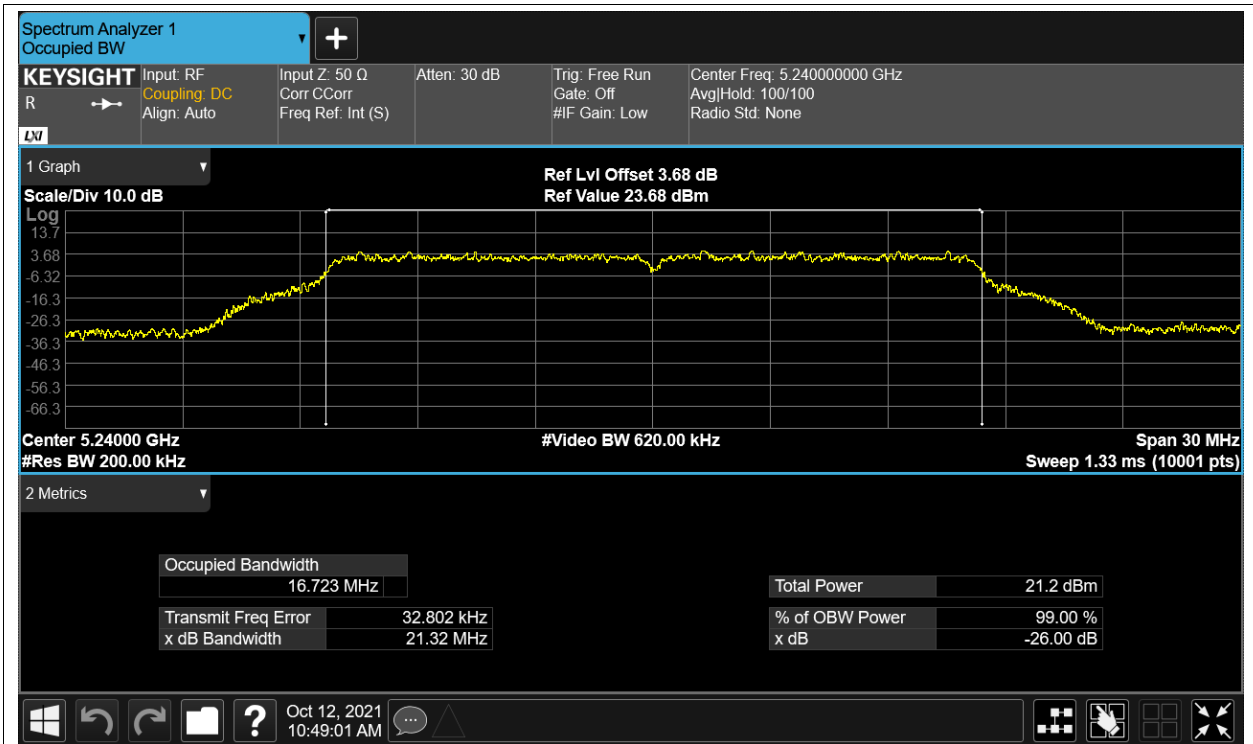 Spectrum Analyzer 1
Occupied BW
KEYSIGHT Input: RF Input Z: 50 Ω Atten: 30 dB Trig: Free Run Center Freq: 5.240000000 GHz
R Coupling: DC Corr CCorr Gate: Off Avg|Hold: 100/100
Align: Auto Freq Ref: Int (S) #IF Gain: Low Radio Std: None
LXI
1 Graph
Ref Lvl Offset 3.68 dB
Scale/Div 10.0 dB Ref Value 23.68 dBm
Log
13.7
3.68
-6.32
-16.3
-26.3
-36.3
-46.3
-56.3
-66.3
Center 5.24000 GHz #Video BW 620.00 kHz Span 30 MHz
#Res BW 200.00 kHz Sweep 1.33 ms (10001 pts)
2 Metrics
Occupied Bandwidth
16.723 MHz Total Power 21.2 dBm
Transmit Freq Error 32.802 kHz % of OBW Power 99.00 %
x dB Bandwidth 21.32 MHz x dB -26.00 dB
? Oct 12, 2021
10:49:01 AM